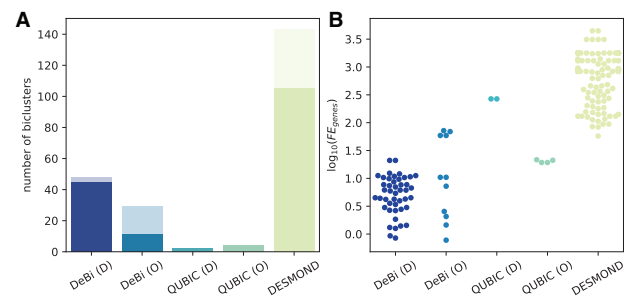 A
number of biclusters
140
120
100
80
60
40
20
0
DeBi (D)
DeBi (O)
QUBIC (D)
QUBIC (O)
DESMOND
B
log10(FEgenes)
3.5
3.0
2.5
2.0
1.5
1.0
0.5
0.0
DeBi (D)
DeBi (O)
QUBIC (D)
QUBIC (O)
DESMOND